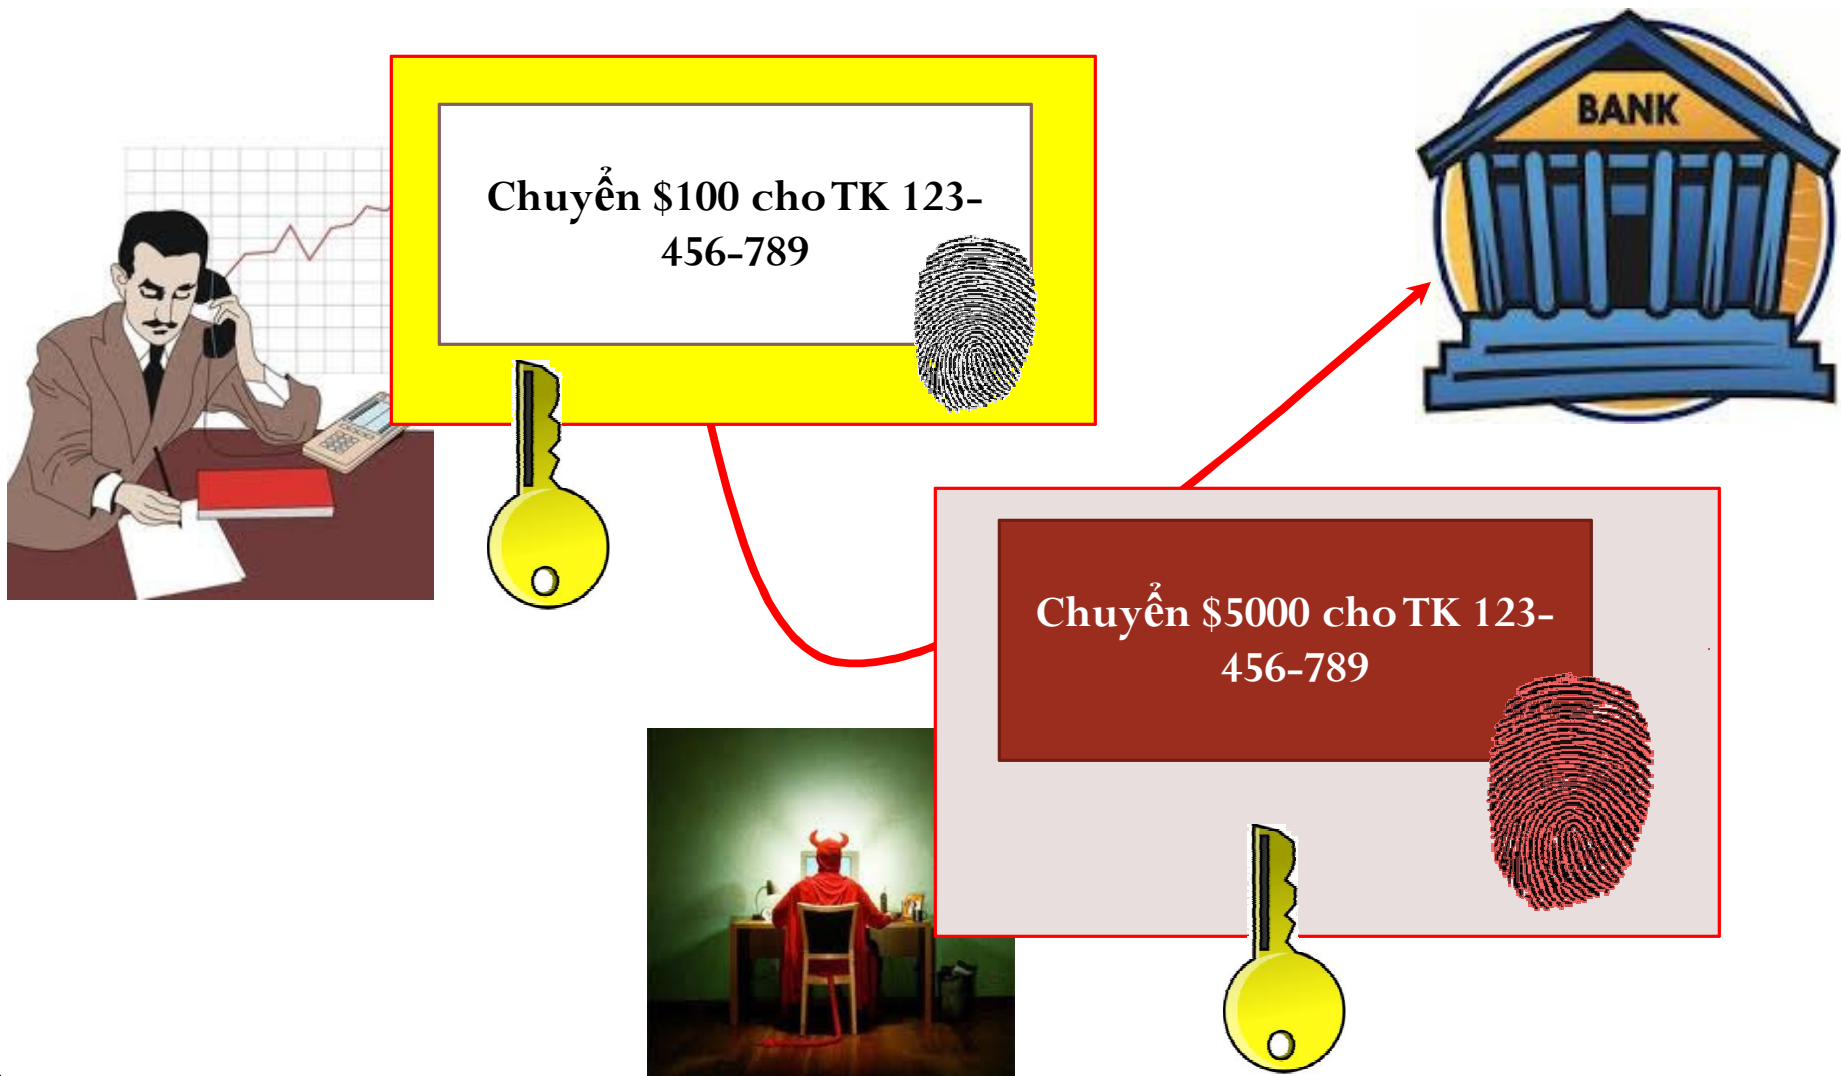 BANK
Chuyển $100 cho TK 123-
456-789
Chuyển $5000 cho TK 123-
456-789